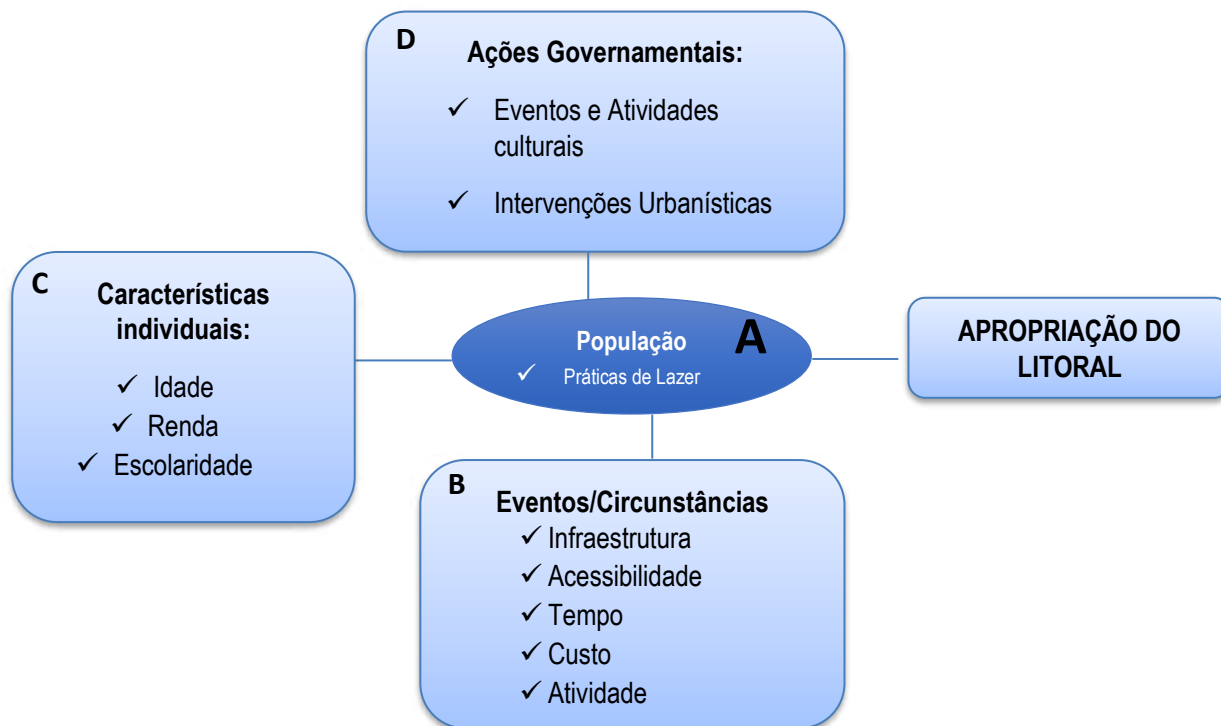 D
Ações Governamentais:
✓ Eventos e Atividades
culturais
✓ Intervenções Urbanísticas
C
Características
individuais:
✓ Idade
✓ Renda
✓ Escolaridade
População
A
✓ Práticas de Lazer
APROPRIAÇÃO DO
LITORAL
B
Eventos/Circunstâncias
✓ Infraestrutura
✓ Acessibilidade
✓ Tempo
✓ Custo
✓ Atividade